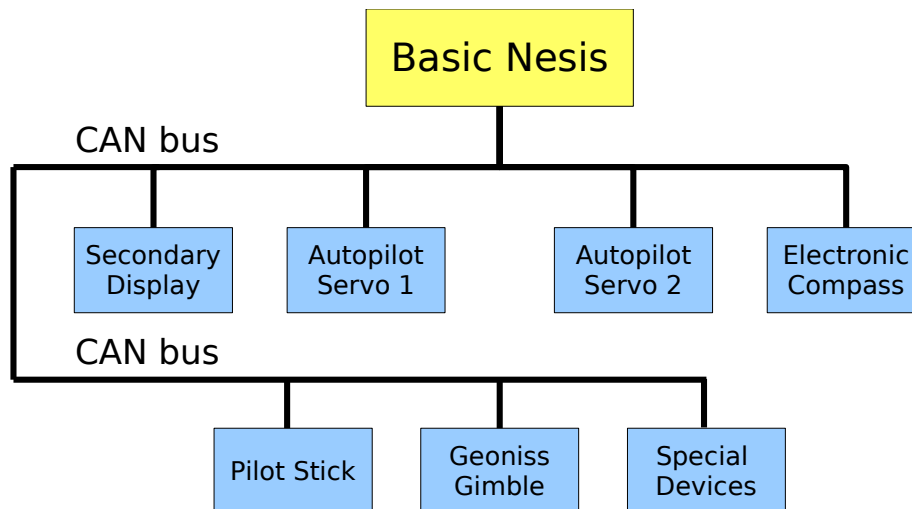 Basic Nesis
CAN bus
Secondary
Display
Autopilot
Servo 1
Autopilot
Servo 2
Electronic
Compass
CAN bus
Pilot Stick
Geoniss
Gimble
Special
Devices